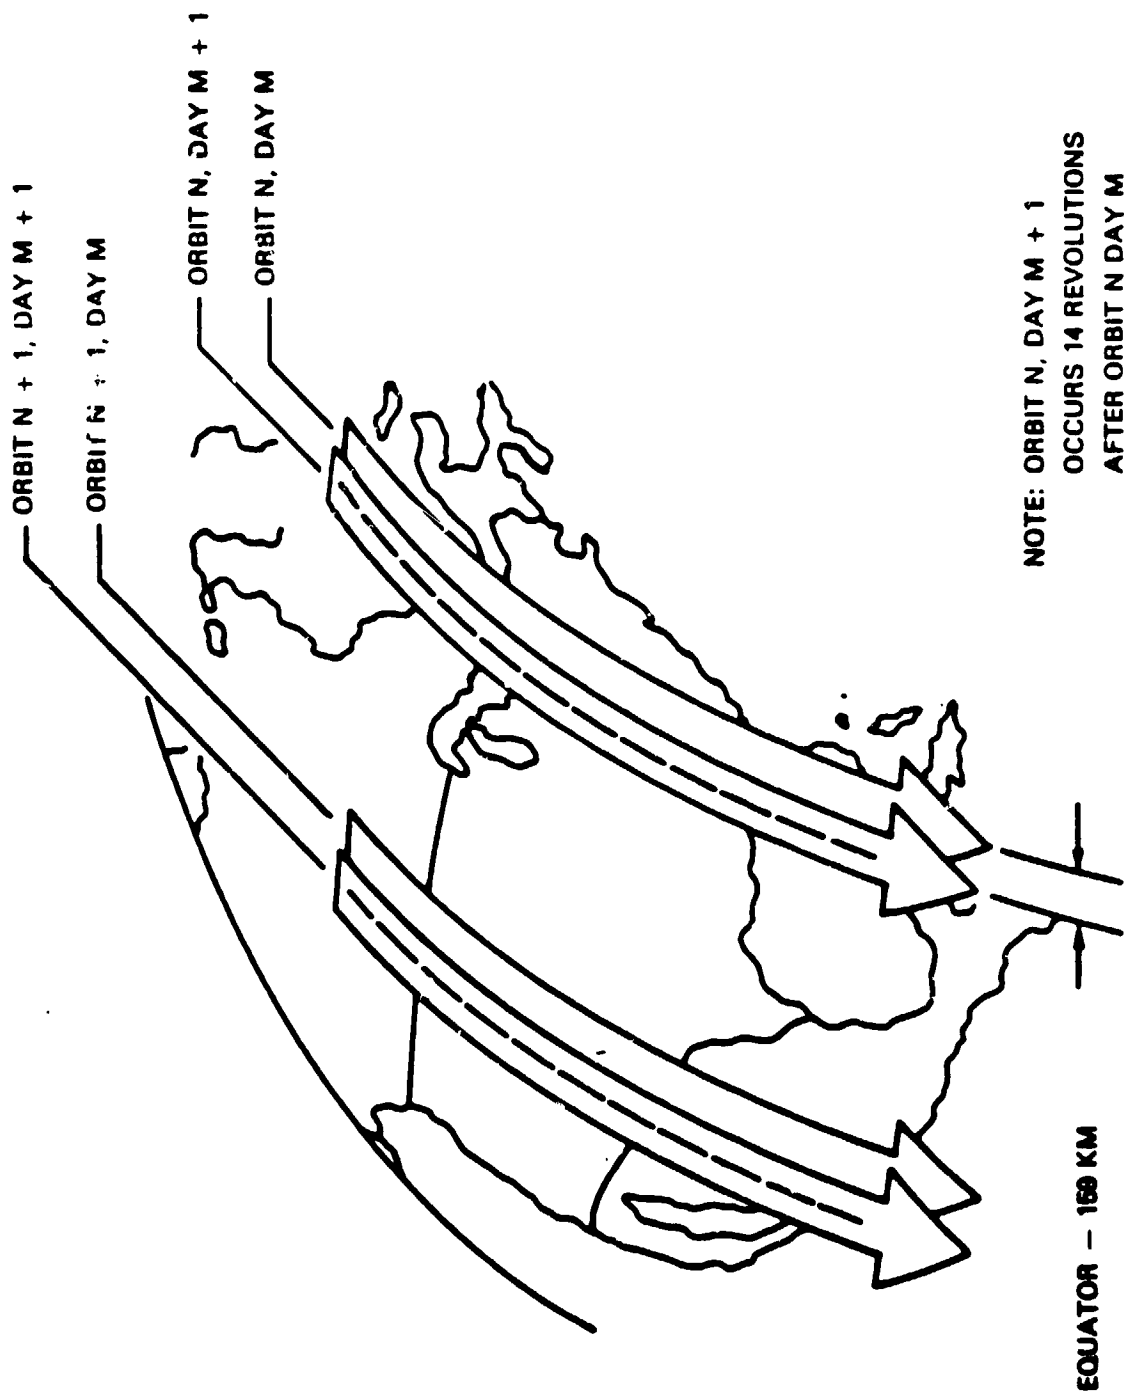 ORBIT N + 1, DAY M + 1
ORBIT N + 1, DAY M
ORBIT N, DAY M + 1
ORBIT N, DAY M
NOTE: ORBIT N, DAY M + 1
OCCURS 14 REVOLUTIONS
AFTER ORBIT N DAY M
EQUATOR – 159 KM